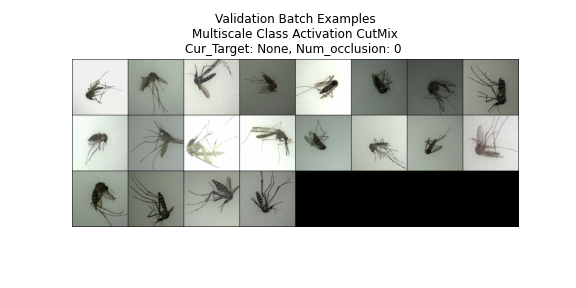 Validation Batch Examples
Multiscale Class Activation CutMix
Cur_Target: None, Num_occlusion: 0